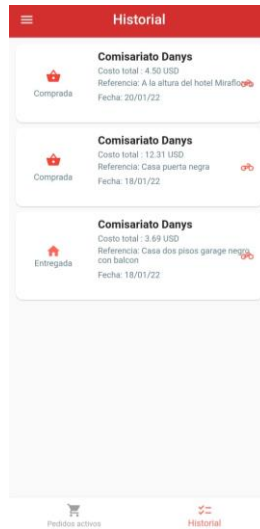 Historial
Comisariato Danys
Costo total : 4.50 USD
Referencia: A la altura del hotel Miraflores
Fecha: 20/01/22
Comprada
Comisariato Danys
Costo total : 12.31 USD
Referencia: Casa puerta negra
Fecha: 18/01/22
Comprada
Comisariato Danys
Costo total : 3.69 USD
Referencia: Casa dos pisos garage negro
con balcon
Fecha: 18/01/22
Entregada
Pedidos activos
Historial